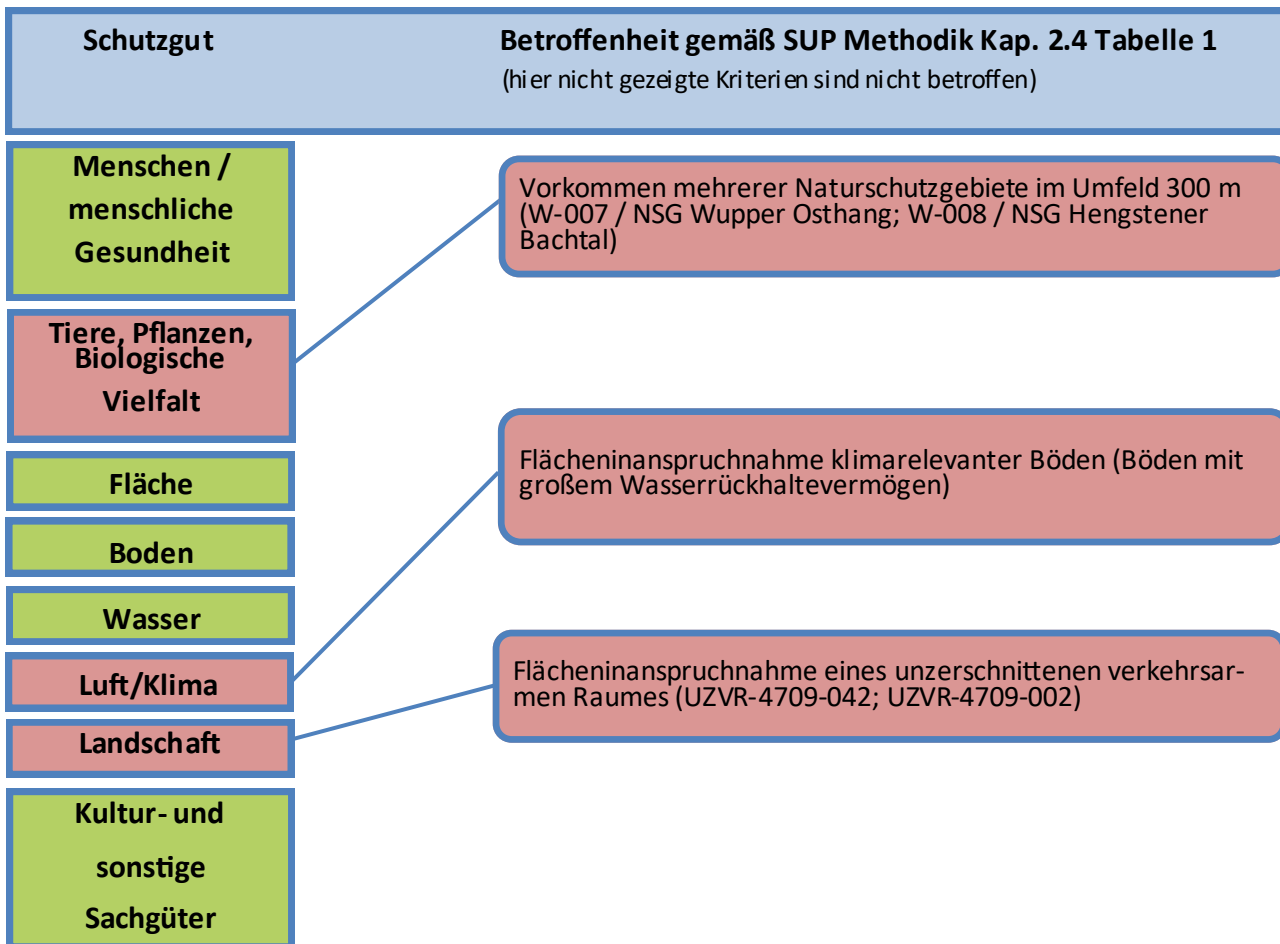 Schutzgut
Betroffenheit gemäß SUP Methodik Kap. 2.4 Tabelle 1
(hier nicht gezeigte Kriterien sind nicht betroffen)
Menschen /
menschliche
Gesundheit
Vorkommen mehrerer Naturschutzgebiete im Umfeld 300 m
(W-007 / NSG Wupper Osthang; W-008 / NSG Hengstener
Bachtal)
Tiere, Pflanzen,
Biologische
Vielfalt
Fläche
Flächeninanspruchnahme klimarelevanter Böden (Böden mit
großem Wasserrückhaltevermögen)
Boden
Wasser
Luft/Klima
Flächeninanspruchnahme eines unzerschnittenen verkehrsar-
men Raumes (UZVR-4709-042; UZVR-4709-002)
Landschaft
Kultur- und
sonstige
Sachgüter